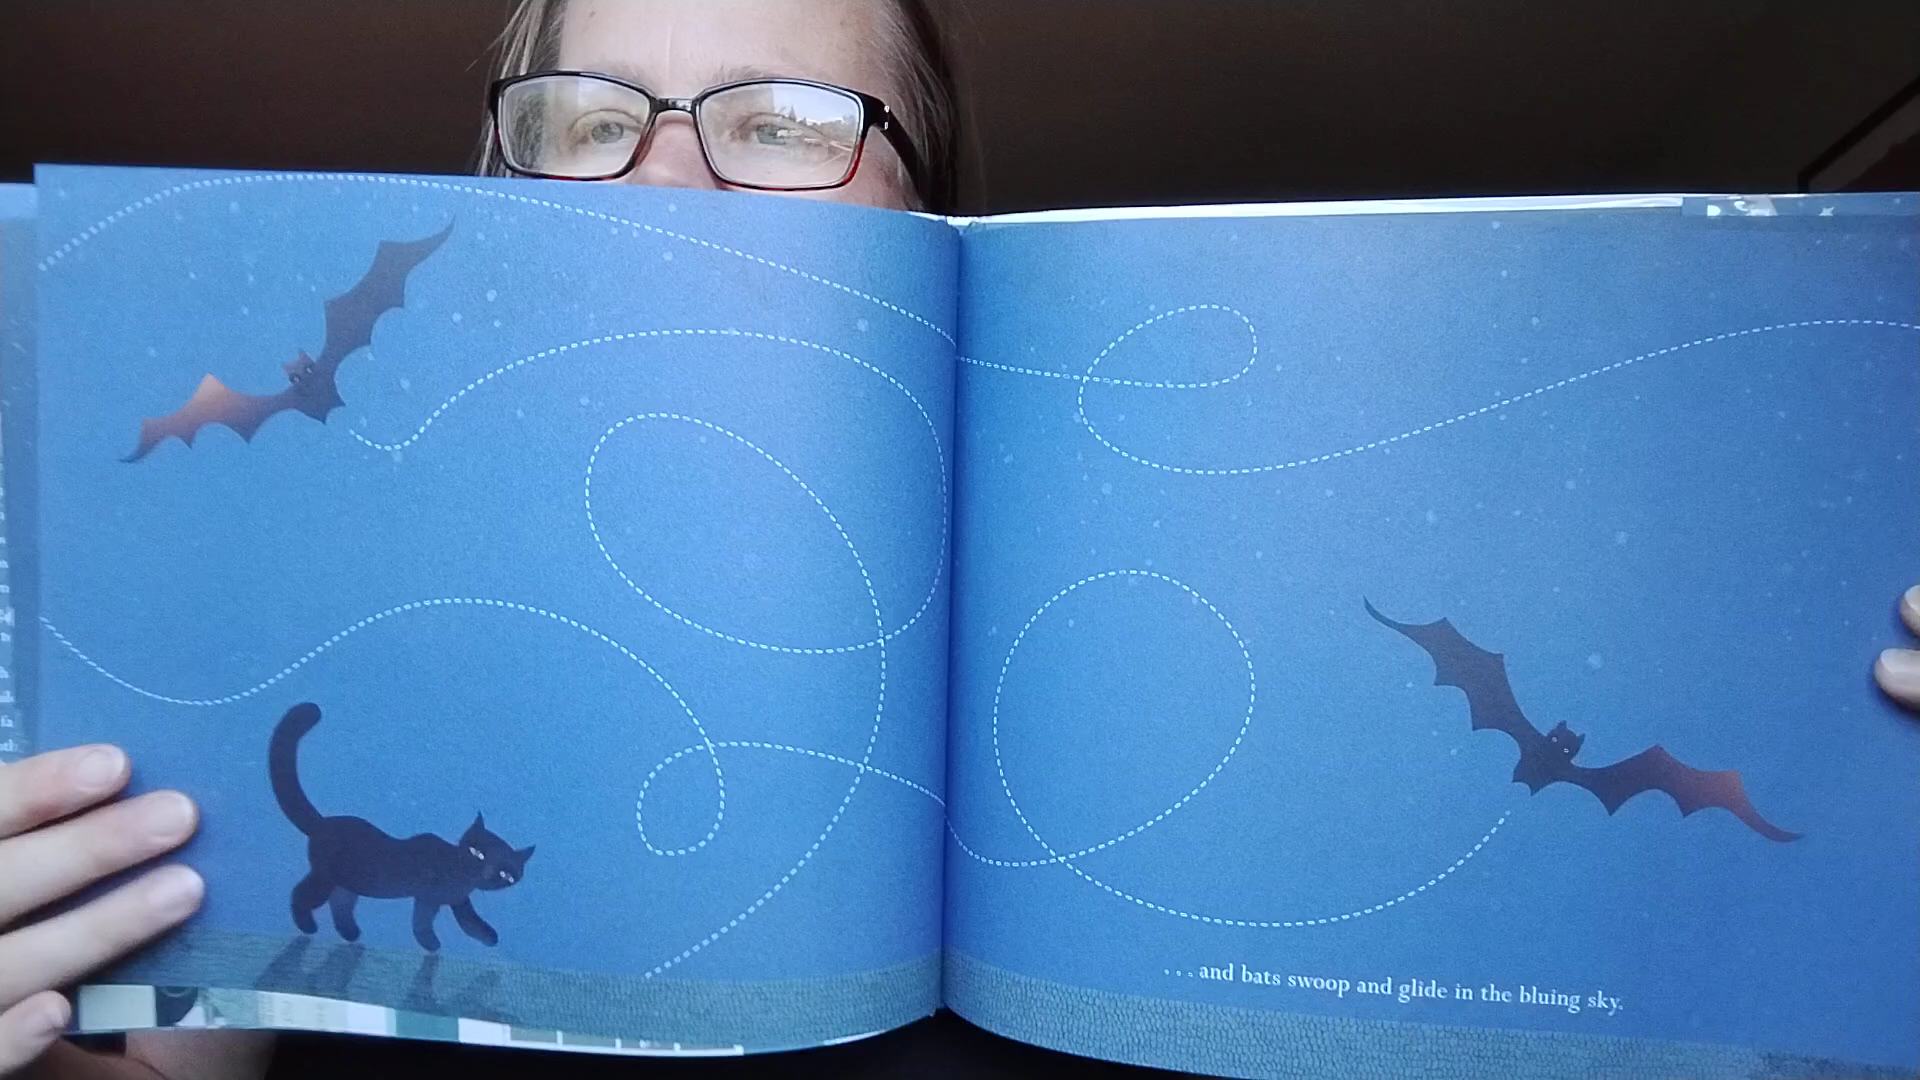 ...and bats swoop and glide in the bluing sky.